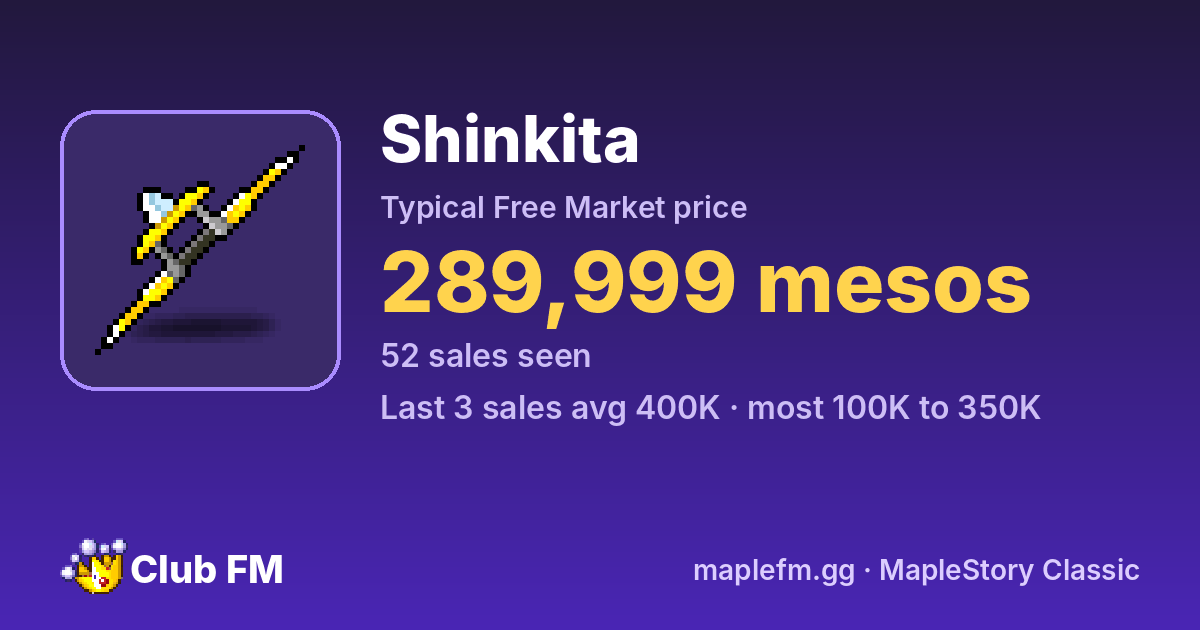 Shinkita
Typical Free Market price
289,999 mesos
52 sales seen
Last 3 sales avg 400K · most 100K to 350K
Club FM
maplefm.gg · MapleStory Classic